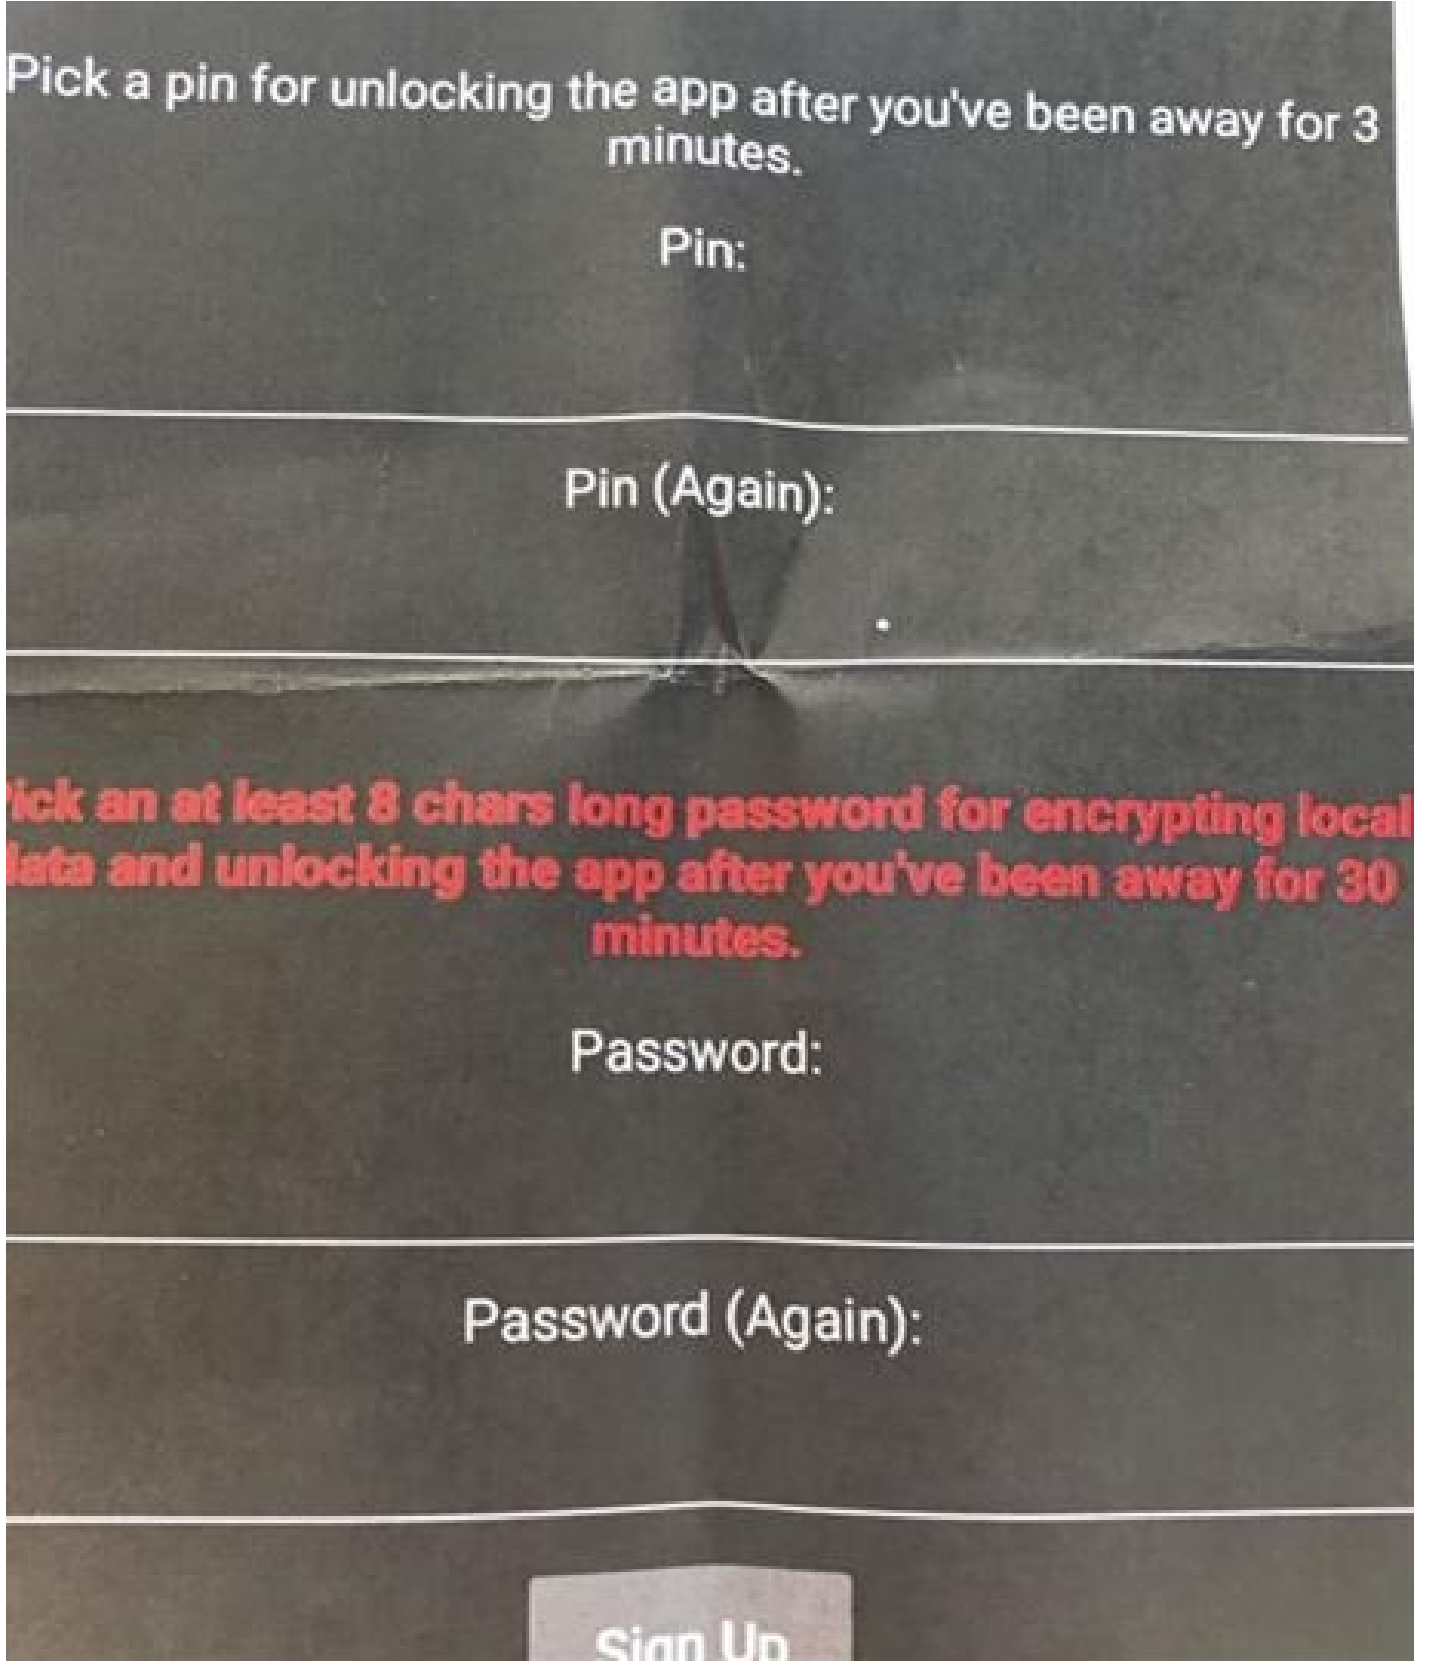 Pick a pin for unlocking the app after you've been away for 3
minutes.
Pin:
Pin (Again):
ick an at least 8 chars long password for encrypting local
data and unlocking the app after you've been away for 30
minutes.
Password:
Password (Again):
Sign Up